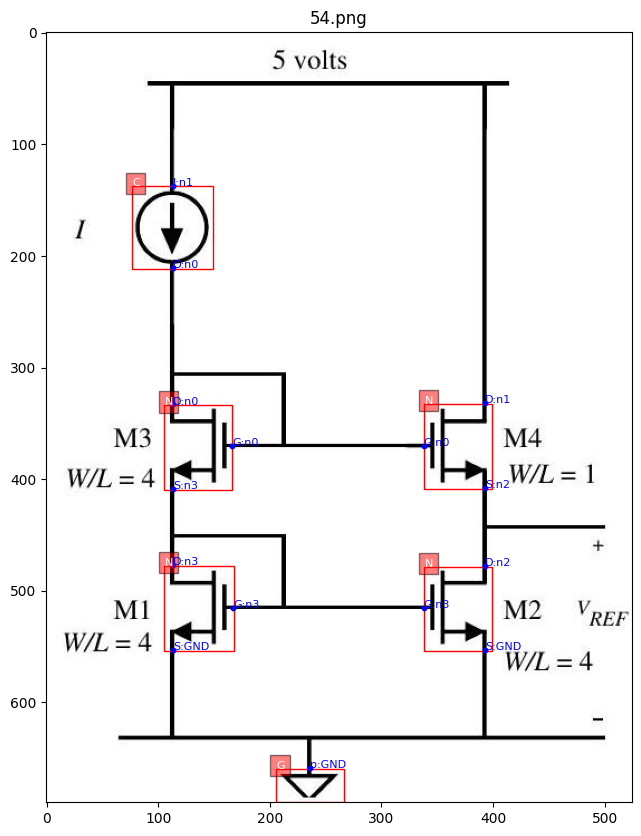 54.png
5 volts
0
100
200
300
400
500
600
0
100
200
300
400
500
C
I:n1
I
O:n0
N
D:n0
G:n0
S:n3
M3
W/L = 4
N
D:n1
G:n0
S:n2
M4
W/L = 1
+
N
D:n3
G:n3
S:GND
M1
W/L = 4
N
D:n2
G:n3
S:GND
M2
W/L = 4
VREF
–
G
p:GND